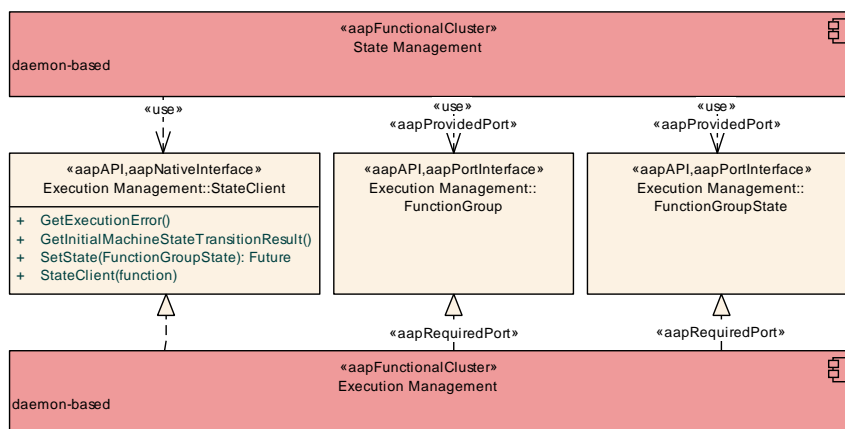 «aapFunctionalCluster»
State Management
daemon-based
«use»
«use»
«aapProvidedPort»
«use»
«aapProvidedPort»
«aapAPI,aapNativeInterface»
Execution Management::StateClient
+ GetExecutionError()
+ GetInitialMachineStateTransitionResult()
+ SetState(FunctionGroupState): Future
+ StateClient(function)
«aapAPI,aapPortInterface»
Execution Management::
FunctionGroup
«aapAPI,aapPortInterface»
Execution Management::
FunctionGroupState
«aapRequiredPort»
«aapRequiredPort»
«aapFunctionalCluster»
Execution Management
daemon-based